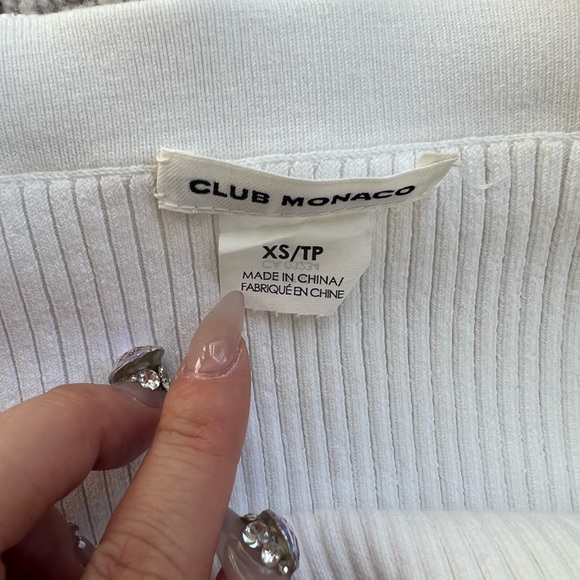 CLUB MONACO
XS/TP
MADE IN CHINA/
FABRIQUÉ EN CHINE